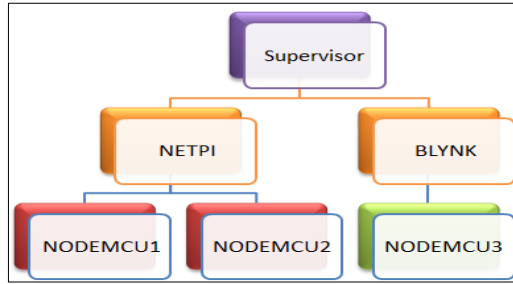 Supervisor
NETPI
BLYNK
NODEMCU1
NODEMCU2
NODEMCU3